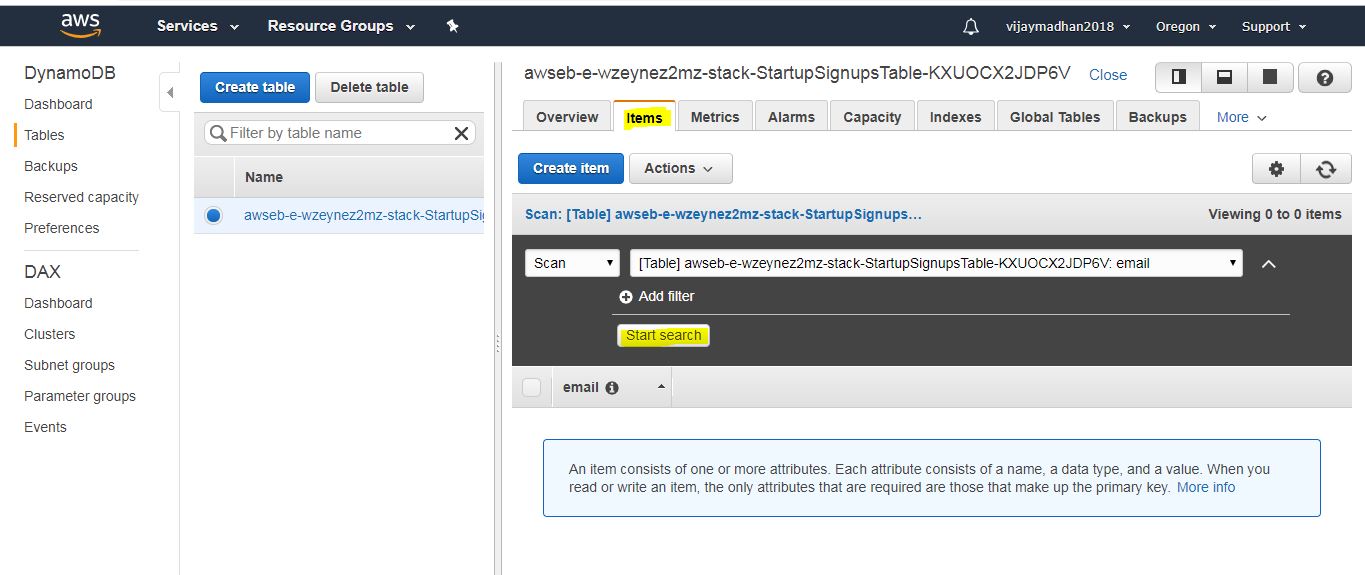 aws
Services
Resource Groups
vijaymadhan2018
Oregon
Support
DynamoDB
Dashboard
Tables
Backups
Reserved capacity
Preferences
DAX
Dashboard
Clusters
Subnet groups
Parameter groups
Events
Create table
Delete table
Filter by table name
Name
awseb-e-wzeynez2mz-stack-StartupSig
awseb-e-wzeynez2mz-stack-StartupSignupsTable-KXUOCX2JDP6V
Close
Overview
Items
Metrics
Alarms
Capacity
Indexes
Global Tables
Backups
More
Create item
Actions
Scan: [Table] awseb-e-wzeynez2mz-stack-StartupSignups…
Viewing 0 to 0 items
Scan
[Table] awseb-e-wzeynez2mz-stack-StartupSignupsTable-KXUOCX2JDP6V: email
Add filter
Start search
email
An item consists of one or more attributes. Each attribute consists of a name, a data type, and a value. When you
read or write an item, the only attributes that are required are those that make up the primary key. More info